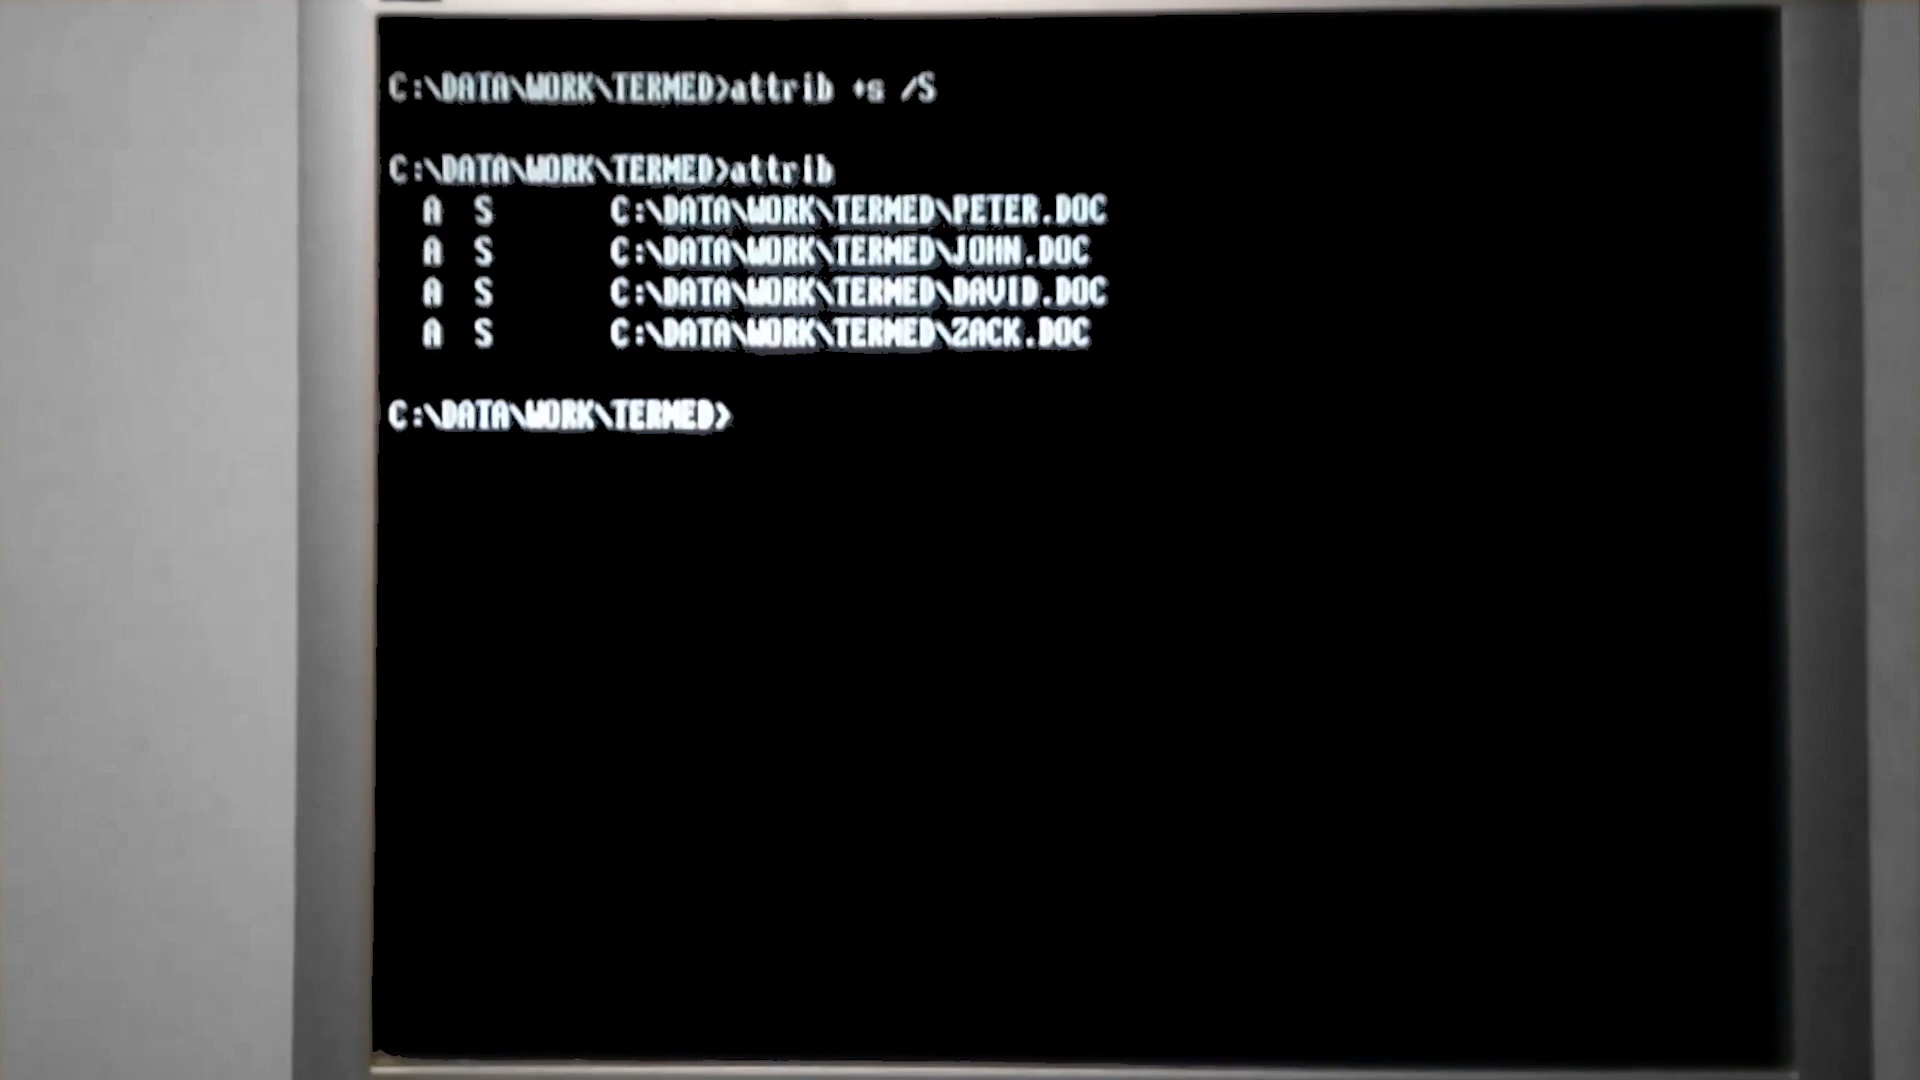 C:\DATA\WORK\TERMED>attrib +s /S
C:\DATA\WORK\TERMED>attrib
A S C:\DATA\WORK\TERMED\PETER.DOC
A S C:\DATA\WORK\TERMED\JOHN.DOC
A S C:\DATA\WORK\TERMED\DAVID.DOC
A S C:\DATA\WORK\TERMED\ZACK.DOC
C:\DATA\WORK\TERMED>